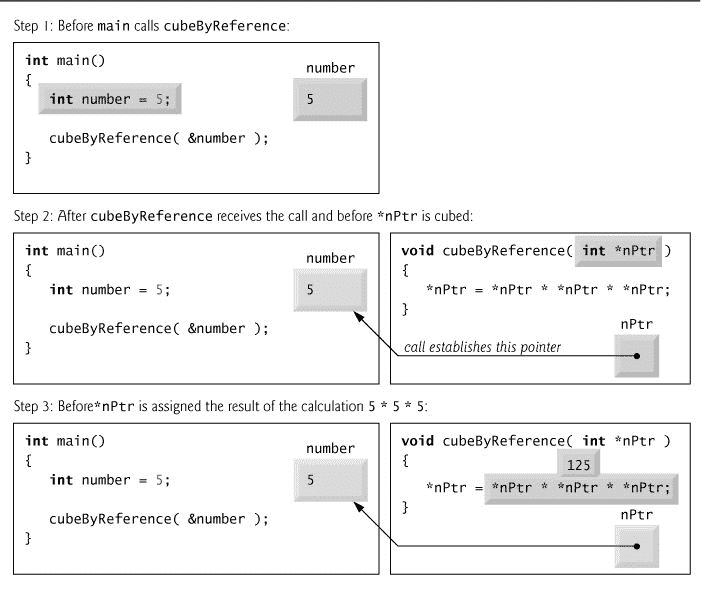 Step 1: Before main calls cubeByReference:
int main()
{
int number = 5;
cubeByReference( &number );
}
number
5
Step 2: After cubeByReference receives the call and before *nPtr is cubed:
int main()
{
int number = 5;
cubeByReference( &number );
}
number
5
void cubeByReference( int *nPtr )
{
*nPtr = *nPtr * *nPtr * *nPtr;
}
nPtr
call establishes this pointer
Step 3: Before*nPtr is assigned the result of the calculation 5 * 5 * 5:
int main()
{
int number = 5;
cubeByReference( &number );
}
number
5
void cubeByReference( int *nPtr )
{
125
*nPtr = *nPtr * *nPtr * *nPtr;
}
nPtr